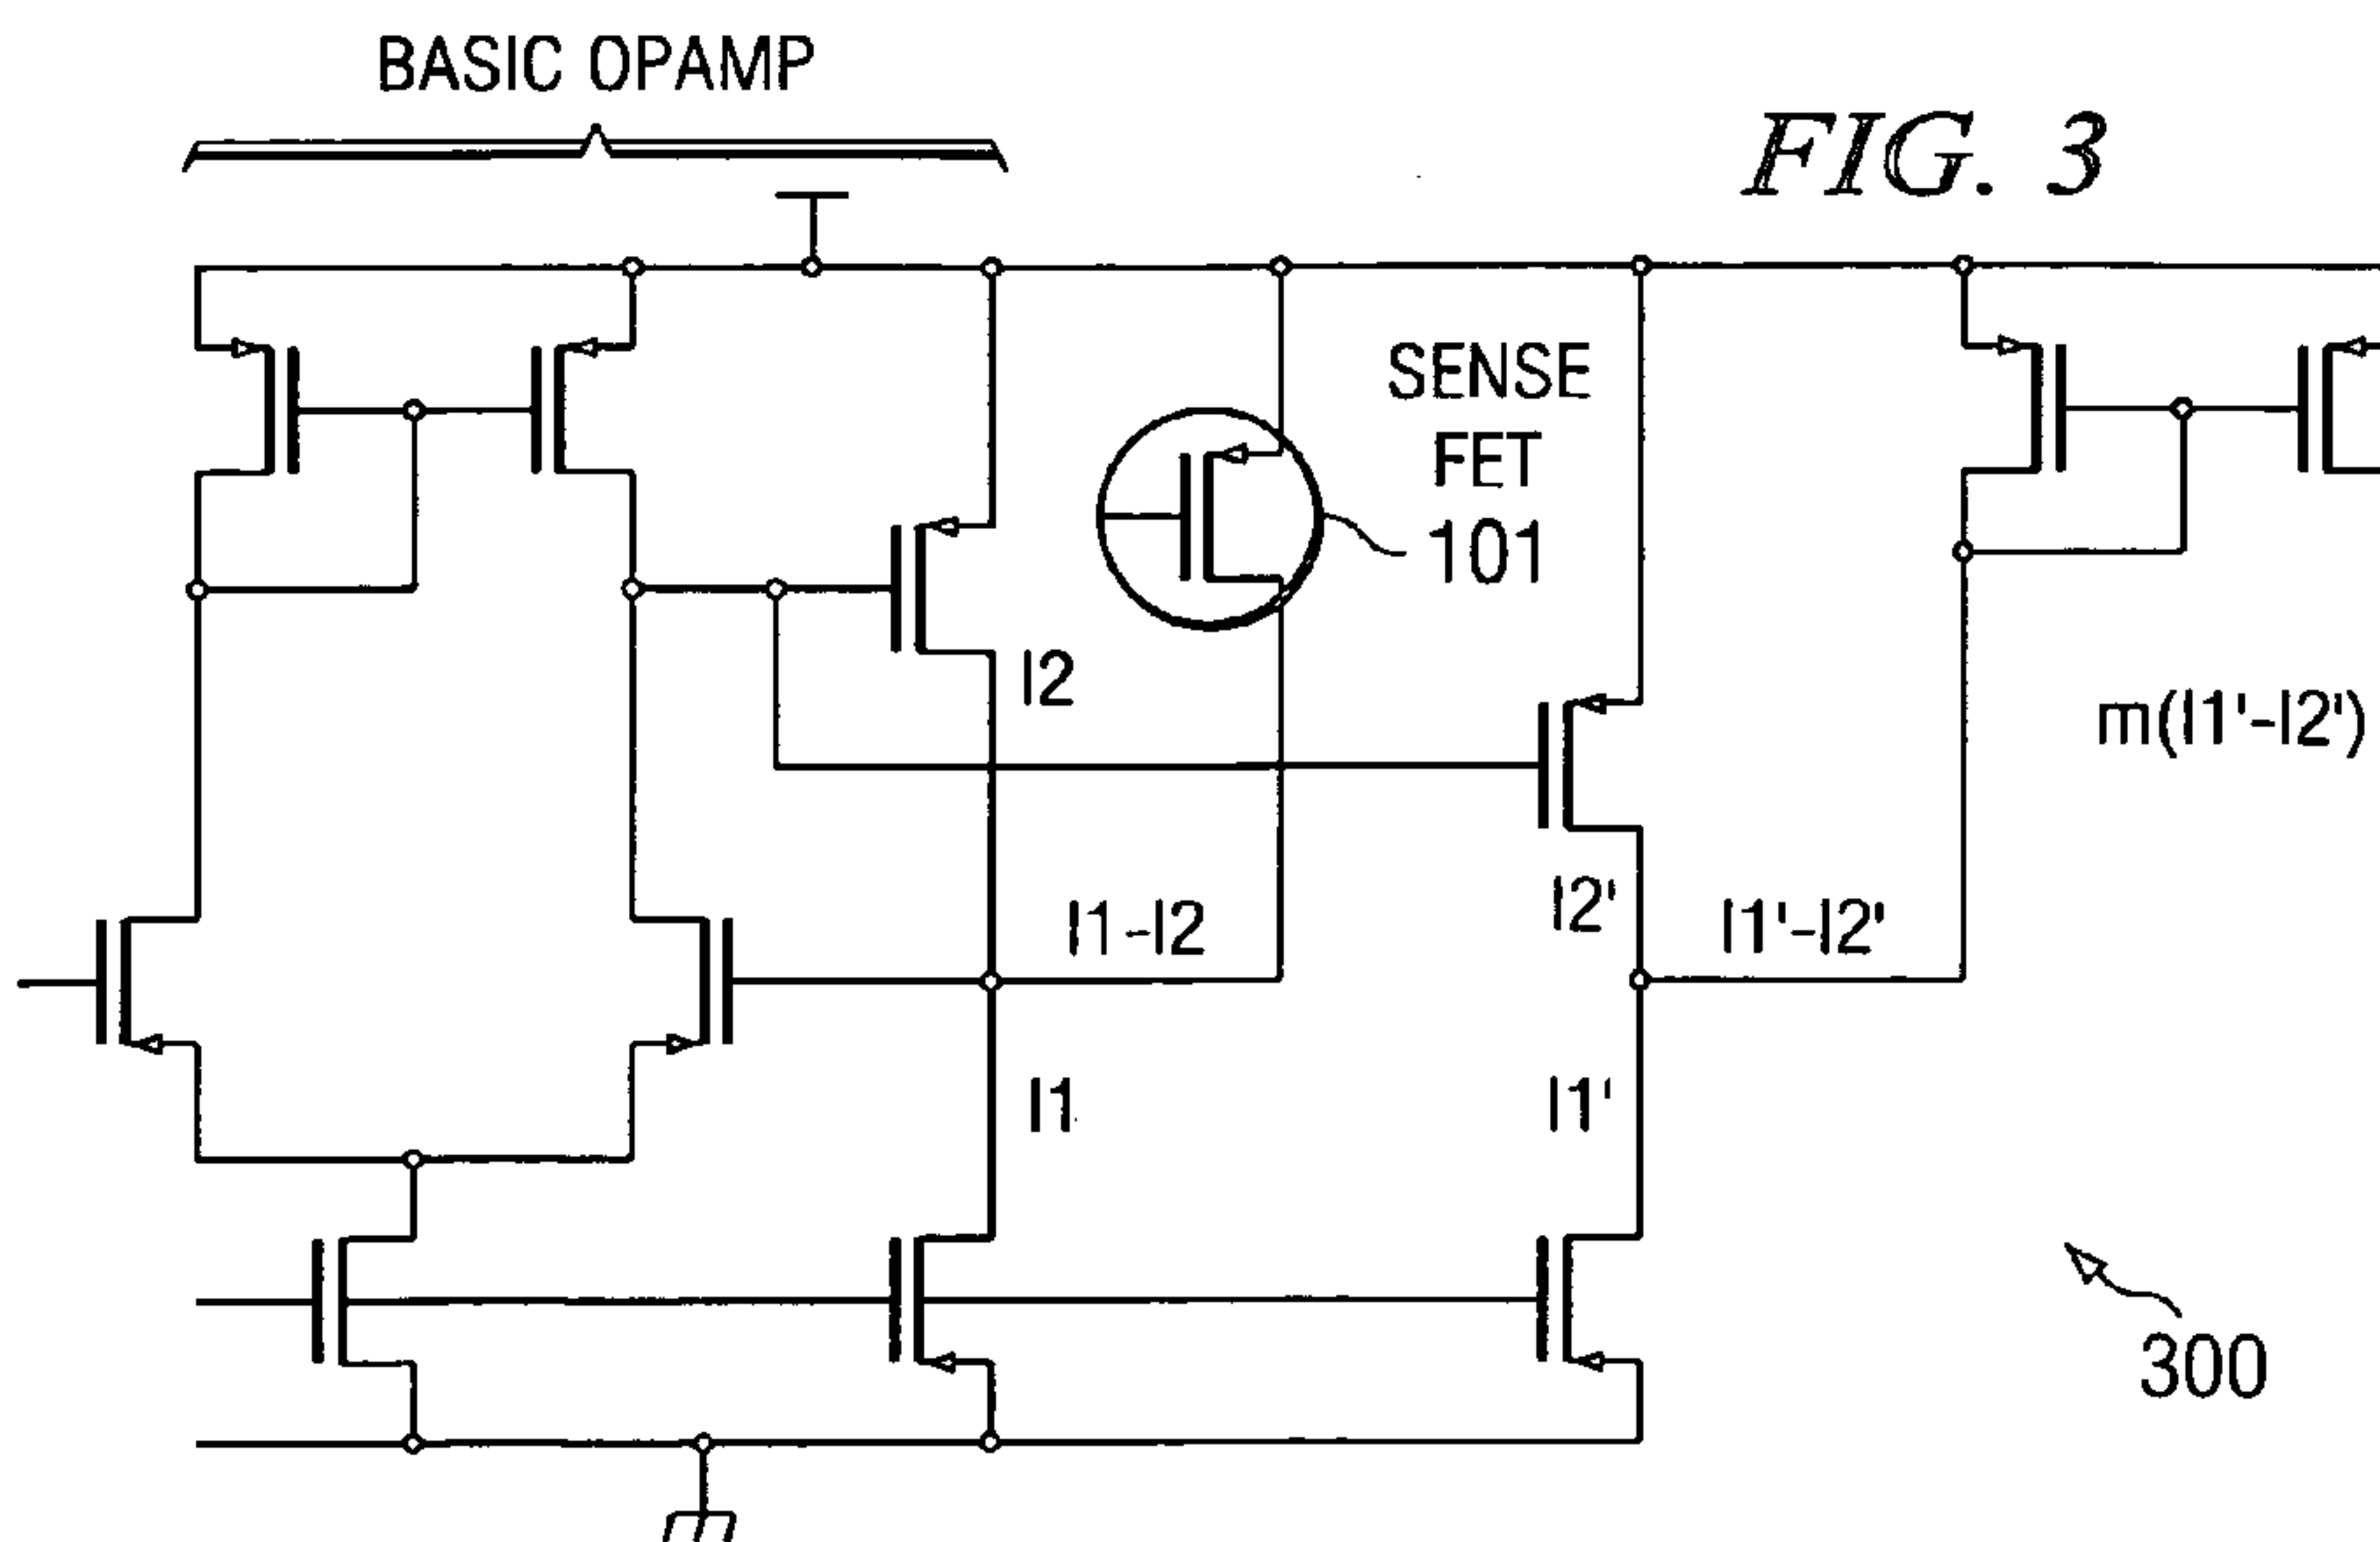 BASIC OPAMP
FIG. 3
SENSE
FET
101
I2
m(I1'-I2')
I1-I2
I2'
I1'-I2'
I1
I1'
300